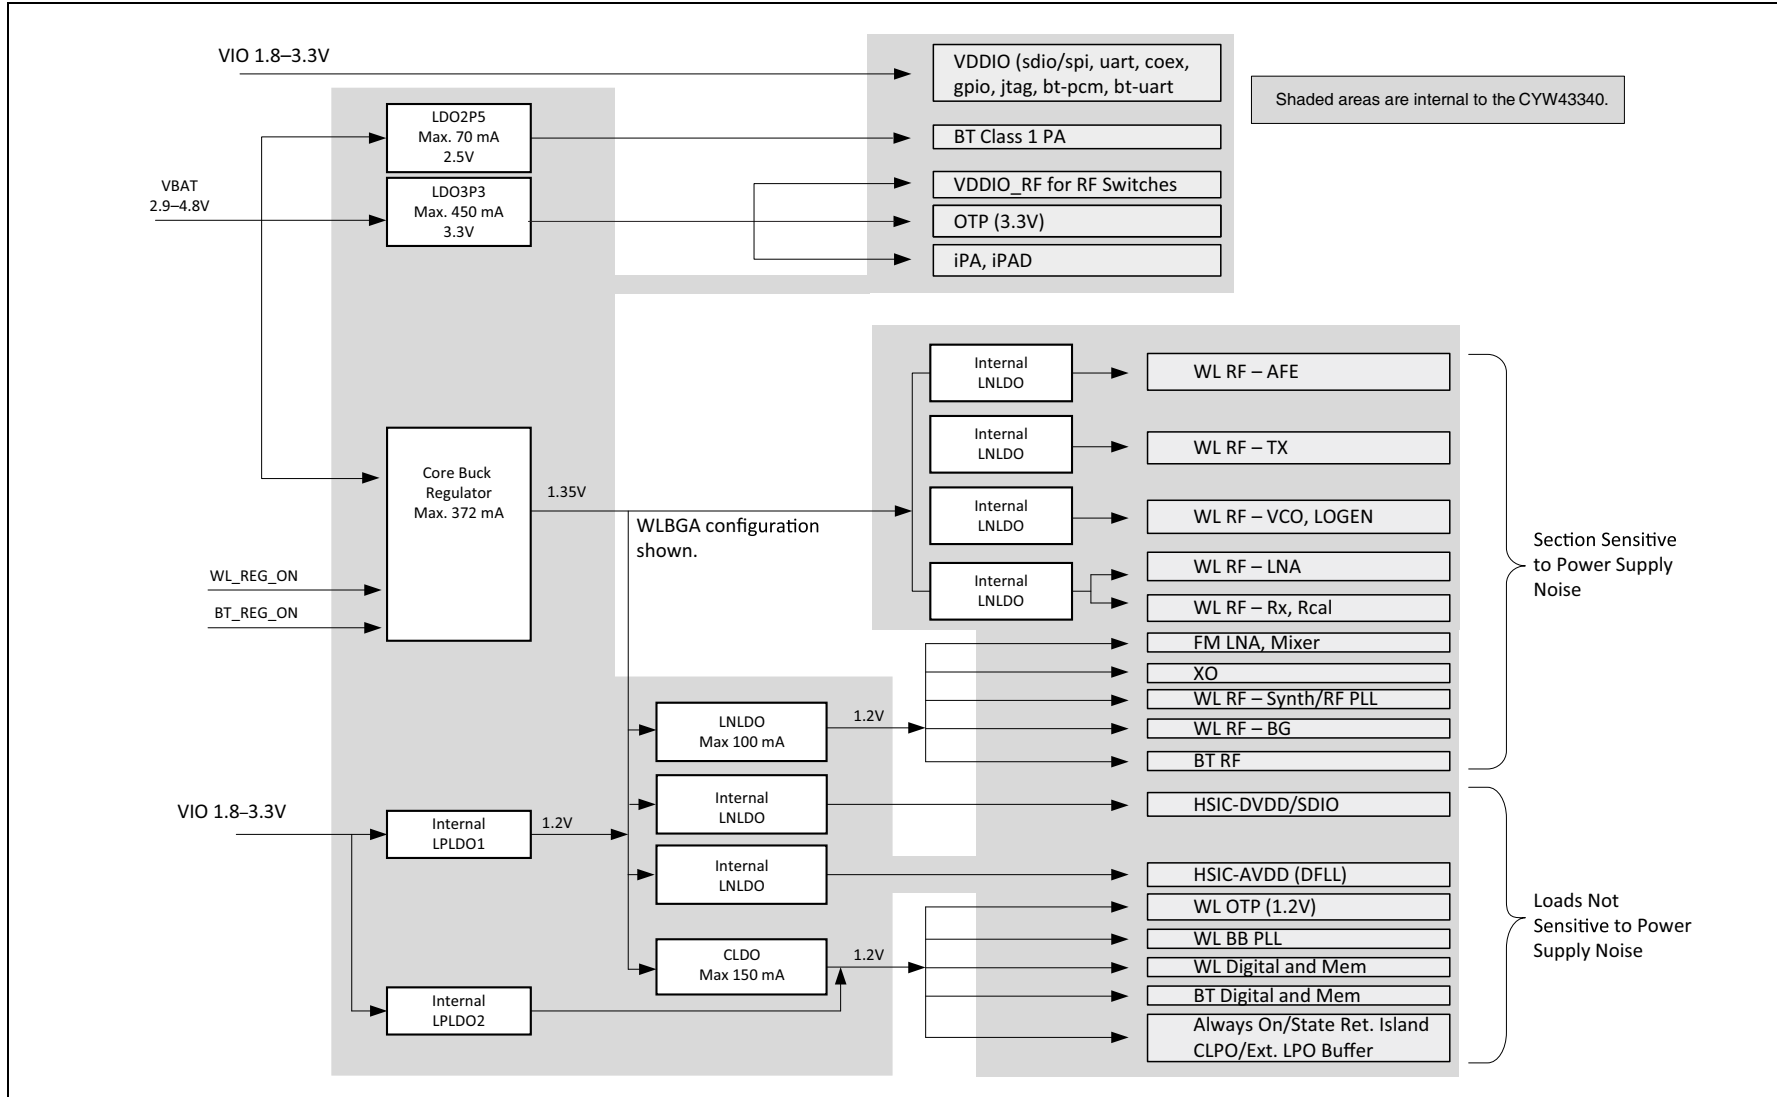 VIO 1.8–3.3V
VDDIO (sdio/spi, uart, coex,
gpio, jtag, bt-pcm, bt-uart
Shaded areas are internal to the CYW43340.
LDO2P5
Max. 70 mA
2.5V
BT Class 1 PA
VBAT
2.9–4.8V
LDO3P3
Max. 450 mA
3.3V
VDDIO_RF for RF Switches
OTP (3.3V)
iPA, iPAD
Internal
LNLDO
WL RF – AFE
Internal
LNLDO
WL RF – TX
Core Buck
Regulator
Max. 372 mA
1.35V
WLBGA configuration
shown.
Internal
LNLDO
WL RF – VCO, LOGEN
Section Sensitive
to Power Supply
Noise
WL_REG_ON
BT_REG_ON
Internal
LNLDO
WL RF – LNA
WL RF – Rx, Rcal
FM LNA, Mixer
XO
WL RF – Synth/RF PLL
LNLDO
Max 100 mA
1.2V
WL RF – BG
BT RF
VIO 1.8–3.3V
Internal
LPLDO1
1.2V
Internal
LNLDO
HSIC-DVDD/SDIO
Internal
LNLDO
HSIC-AVDD (DFLL)
WL OTP (1.2V)
Loads Not
Sensitive to Power
Supply Noise
WL BB PLL
CLDO
Max 150 mA
1.2V
WL Digital and Mem
BT Digital and Mem
Internal
LPLDO2
Always On/State Ret. Island
CLPO/Ext. LPO Buffer